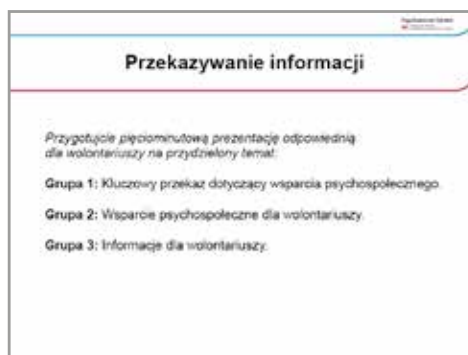 Przekazywanie informacji
Przygotujcie pięciominutową prezentację odpowiednią
dla wolontariuszy na przydzielony temat:
Grupa 1: Kluczowy przekaz dotyczący wsparcia psychospołecznego.
Grupa 2: Wsparcie psychospołeczne dla wolontariuszy.
Grupa 3: Informacje dla wolontariuszy.